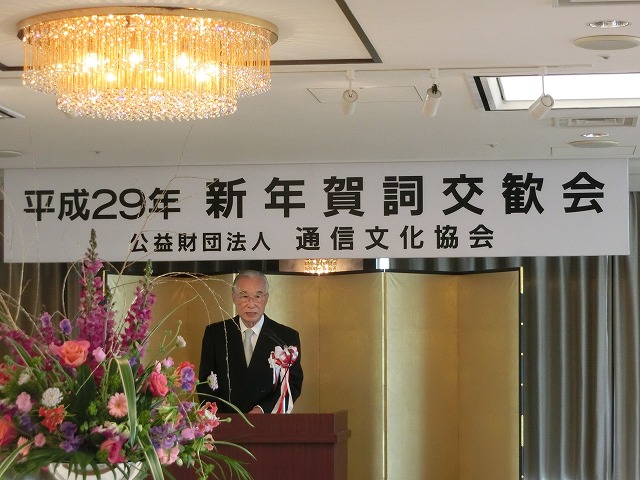 平成29年 新年賀詞交歓会
公益財団法人 通信文化協会